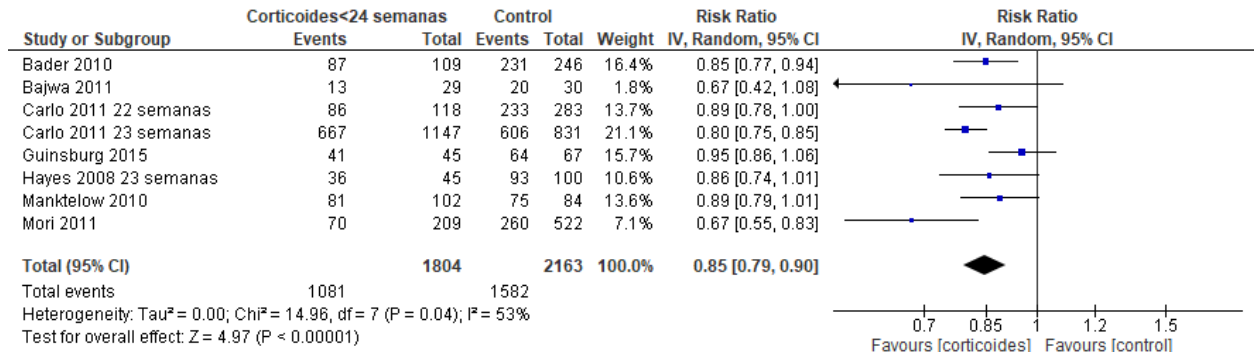 Corticoides<24 semanas Control Risk Ratio Risk Ratio
Study or Subgroup Events Total Events Total Weight IV, Random, 95% CI IV, Random, 95% CI
Bader 2010 87 109 231 246 16.4% 0.85 [0.77, 0.94]
Bajwa 2011 13 29 20 30 1.8% 0.67 [0.42, 1.08]
Carlo 2011 22 semanas 86 118 233 283 13.7% 0.89 [0.78, 1.00]
Carlo 2011 23 semanas 667 1147 606 831 21.1% 0.80 [0.75, 0.85]
Guinsburg 2015 41 45 64 67 15.7% 0.95 [0.86, 1.06]
Hayes 2008 23 semanas 36 45 93 100 10.6% 0.86 [0.74, 1.01]
Manktelow 2010 81 102 75 84 13.6% 0.89 [0.79, 1.01]
Mori 2011 70 209 260 522 7.1% 0.67 [0.55, 0.83]
Total (95% CI) 1804 2163 100.0% 0.85 [0.79, 0.90]
Total events 1081 1582
Heterogeneity: Tau² = 0.00; Chi² = 14.96, df = 7 (P = 0.04); I² = 53%
Test for overall effect: Z = 4.97 (P < 0.00001)
0.7 0.85 1 1.2 1.5
Favours [corticoides] Favours [control]